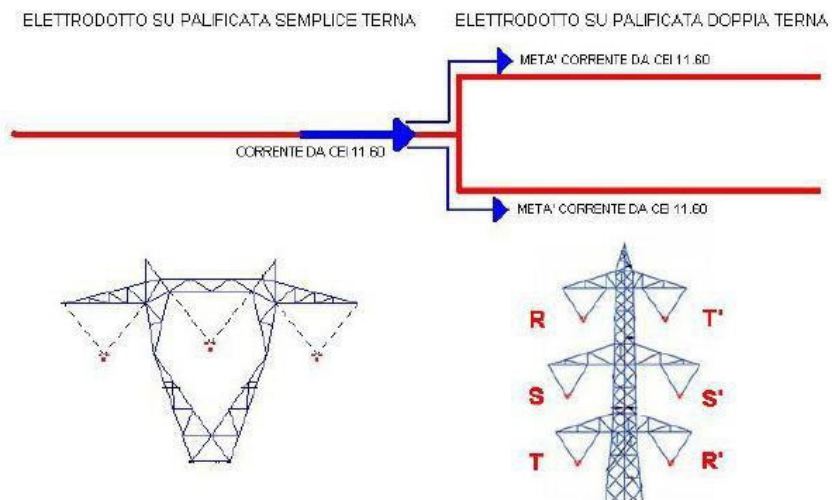 ELETTRODOTTO SU PALIFICATA SEMPLICE TERNA
ELETTRODOTTO SU PALIFICATA DOPPIA TERNA
META' CORRENTE DA CEI 11.60
CORRENTE DA CEI 11 60
META' CORRENTE DA CEI 11.60
R T'
S S'
T R'